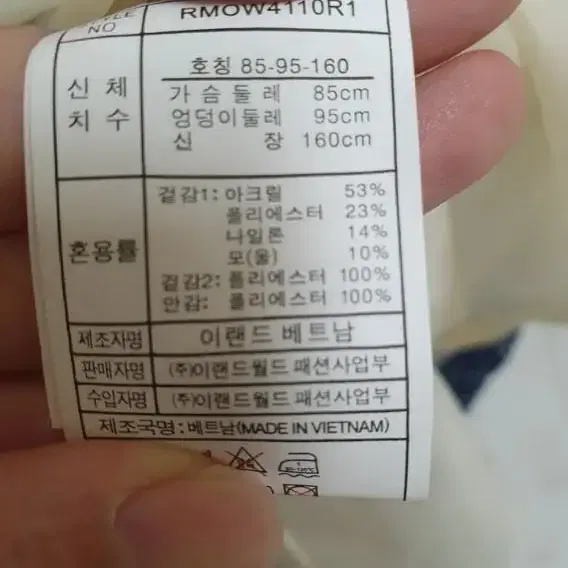 NO RMOW4110R1
신체 치수
호칭 85-95-160
가슴둘레 85cm
엉덩이둘레 95cm
신장 160cm
혼용률
겉감1: 아크릴 53%
폴리에스터 23%
나일론 14%
모(울) 10%
겉감2: 폴리에스터 100%
안감: 폴리에스터 100%
제조자명 이랜드 베트남
판매자명 (주)이랜드월드 패션사업부
수입자명 (주)이랜드월드 패션사업부
제조국명: 베트남(MADE IN VIETNAM)